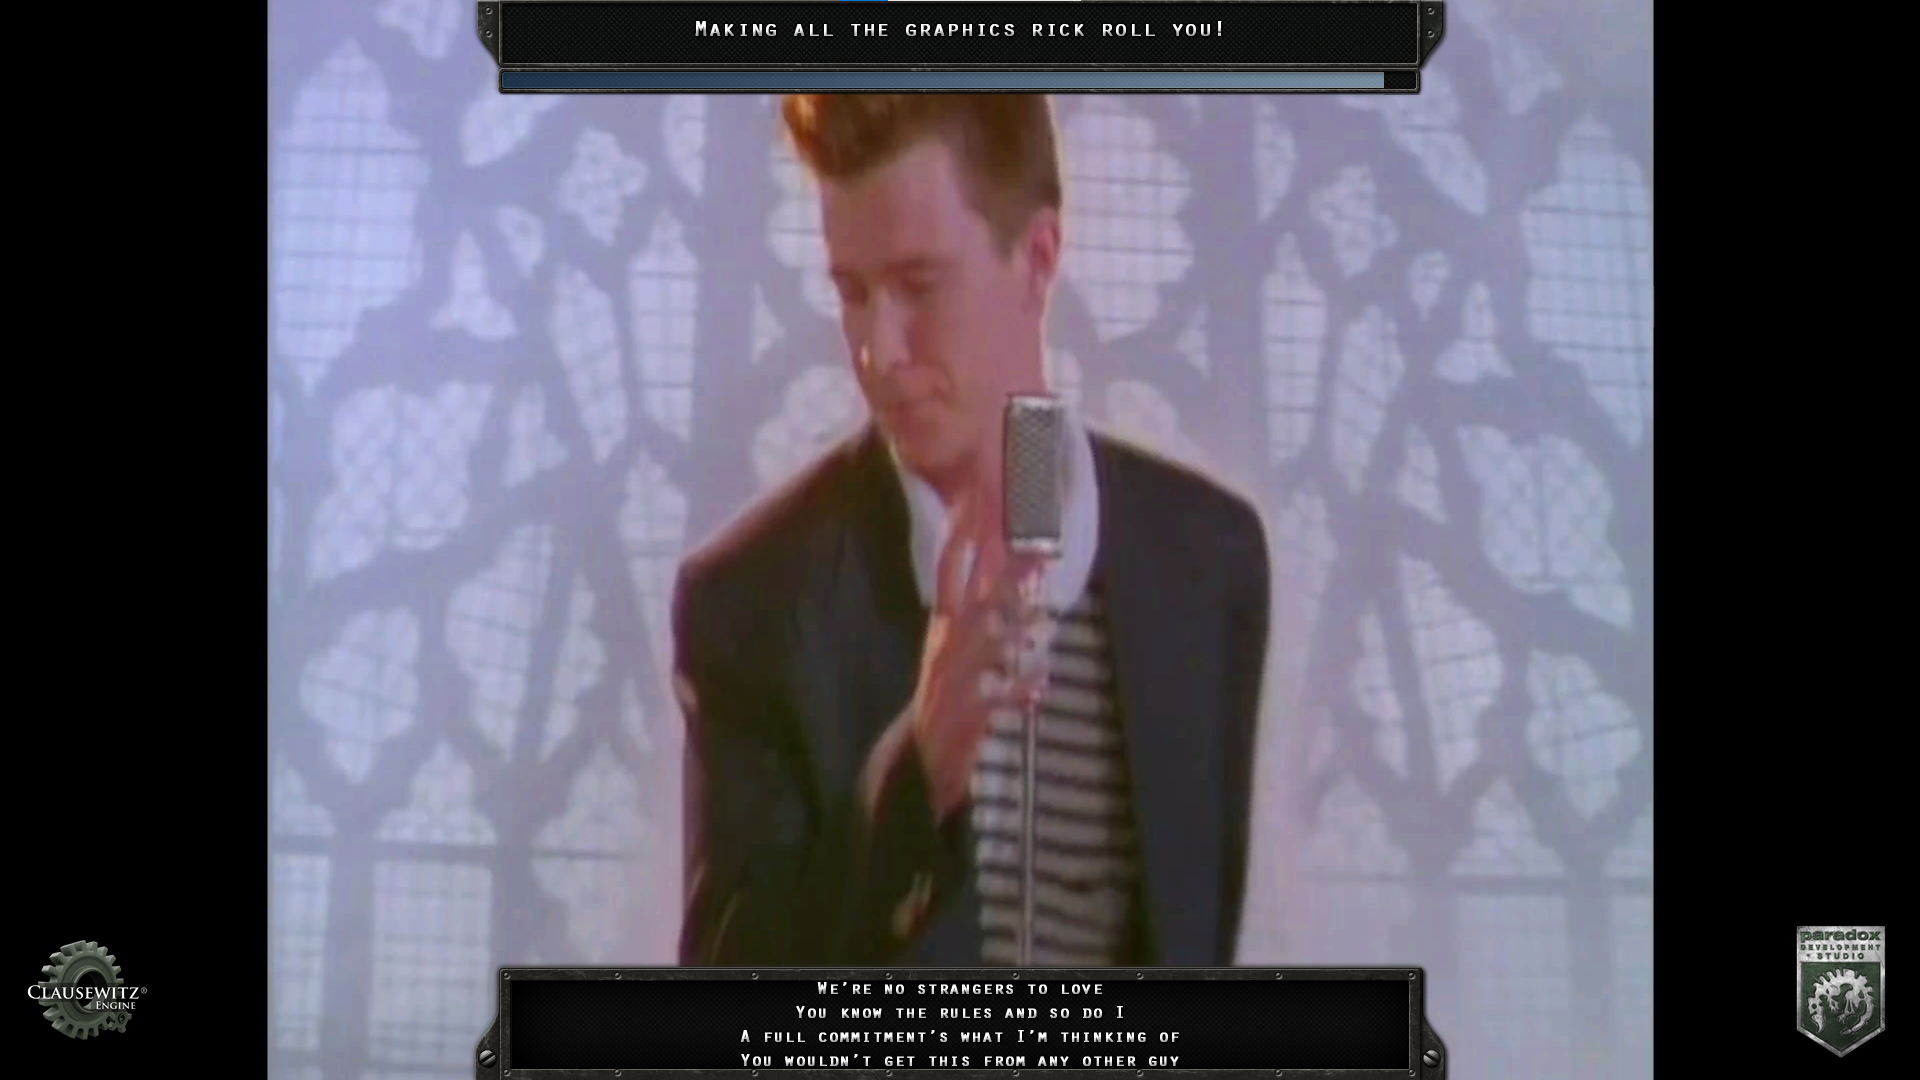 Making all the graphics rick roll you!
We're no strangers to love
You know the rules and so do I
A full commitment's what I'm thinking of
You wouldn't get this from any other guy
CLAUSEWITZ®
ENGINE
paradox
DEVELOPMENT
STUDIO